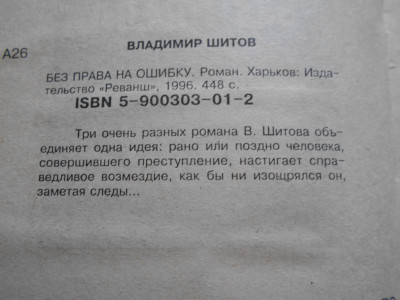 ВЛАДИМИР ШИТОВ
А26
БЕЗ ПРАВА НА ОШИБКУ. Роман. Харьков: Изда-
тельство «Реванш», 1996. 448 с.
ISBN 5-900303-01-2
Три очень разных романа В. Шитова объ-
единяет одна идея: рано или поздно человека,
совершившего преступление, настигает спра-
ведливое возмездие, как бы ни изощрялся он,
заметая следы...